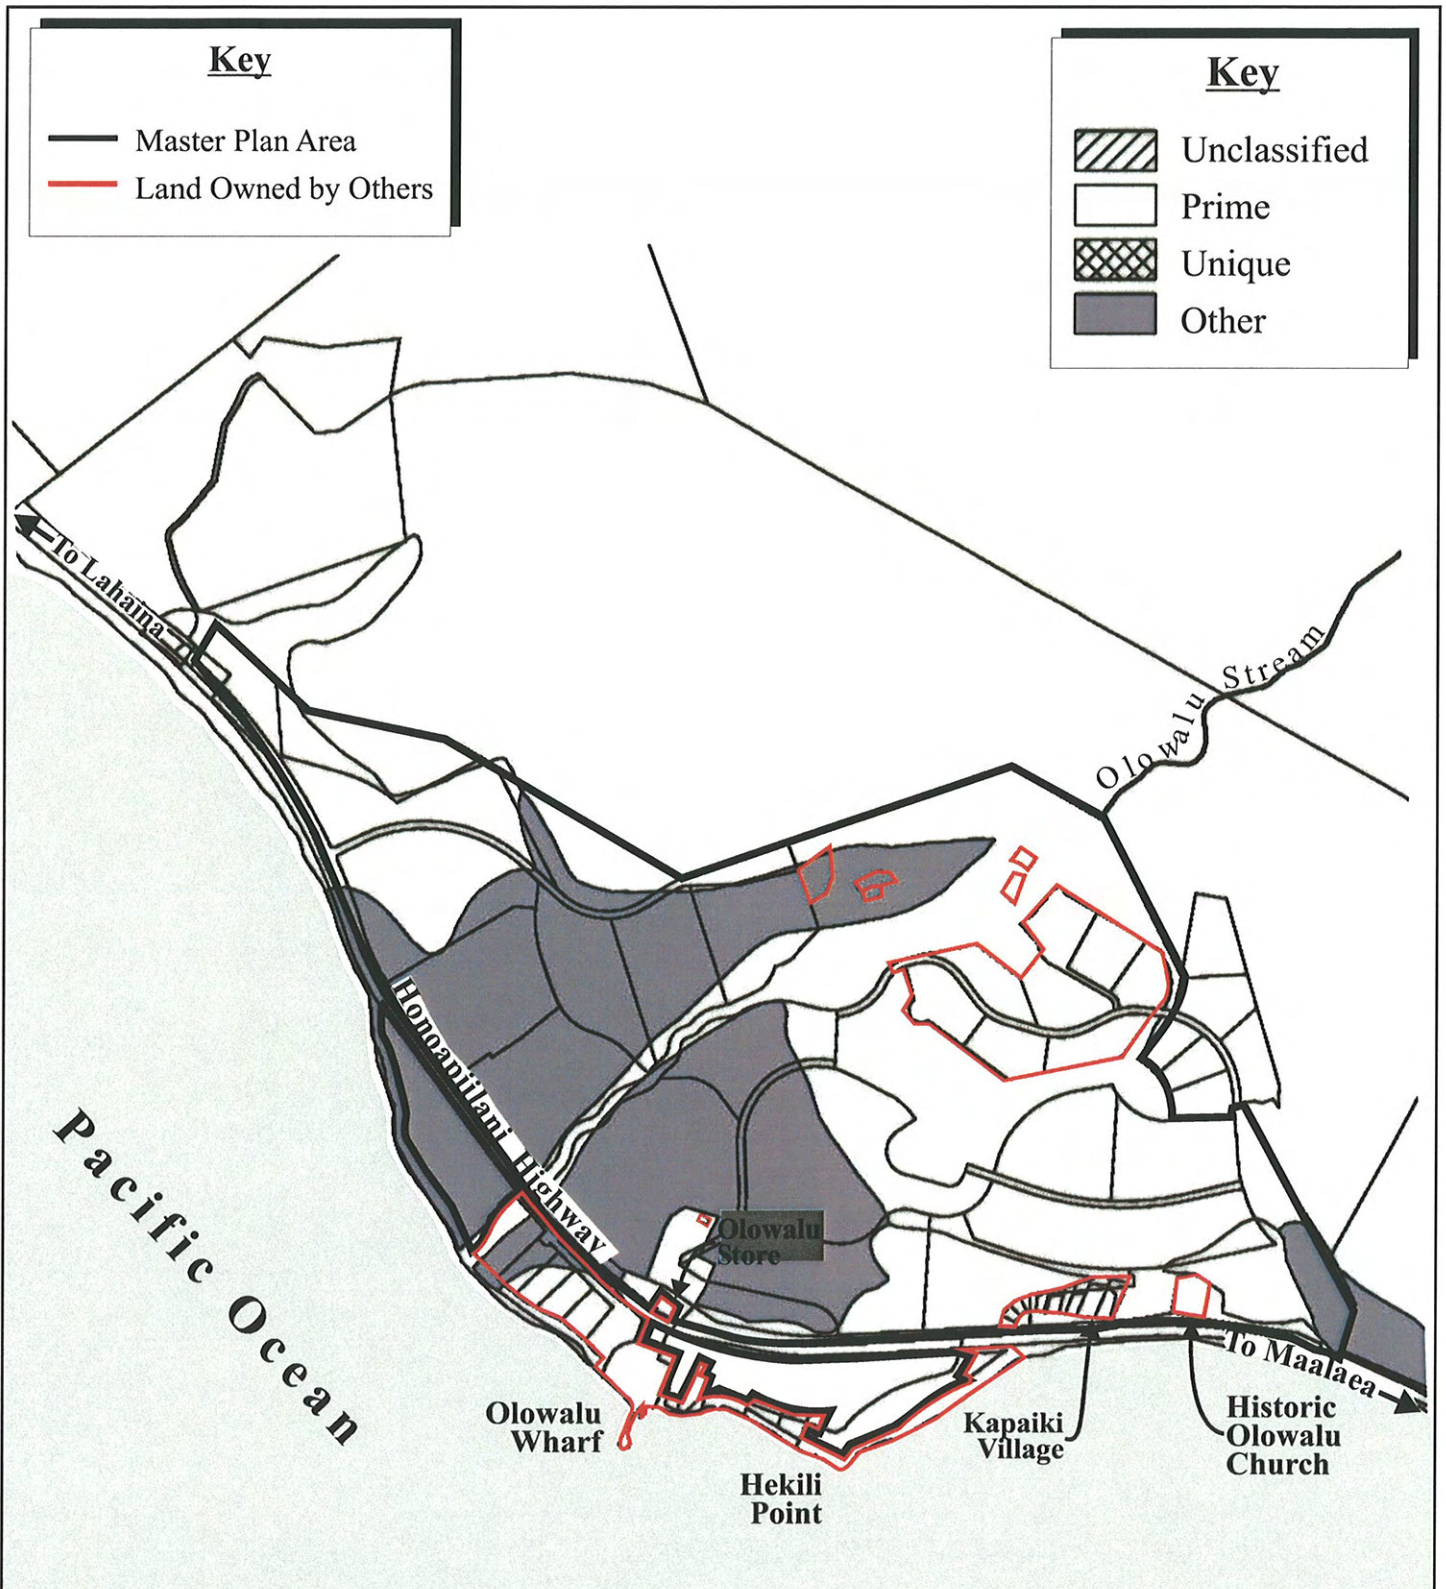 Key
Master Plan Area
Land Owned by Others
Key
Unclassified
Prime
Unique
Other
To Lahaina
Olowalu Stream
Honoapiilani Highway
Pacific Ocean
Olowalu
Store
To Maalaea
Olowalu
Wharf
Kapaiki
Village
Historic
Olowalu
Church
Hekili
Point